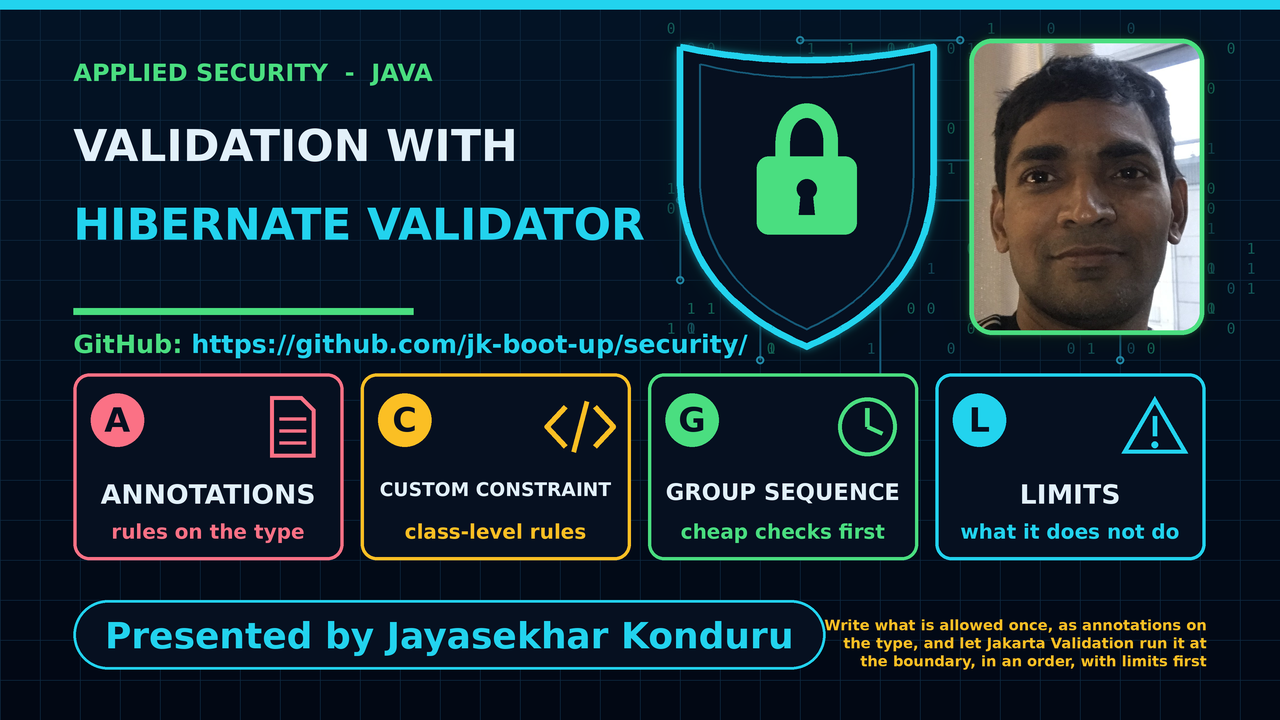 APPLIED SECURITY - JAVA
VALIDATION WITH
HIBERNATE VALIDATOR
GitHub: https://github.com/jk-boot-up/security/
A
ANNOTATIONS
rules on the type
C
CUSTOM CONSTRAINT
class-level rules
G
GROUP SEQUENCE
cheap checks first
L
LIMITS
what it does not do
Presented by Jayasekhar Konduru
Write what is allowed once, as annotations on
the type, and let Jakarta Validation run it at
the boundary, in an order, with limits first